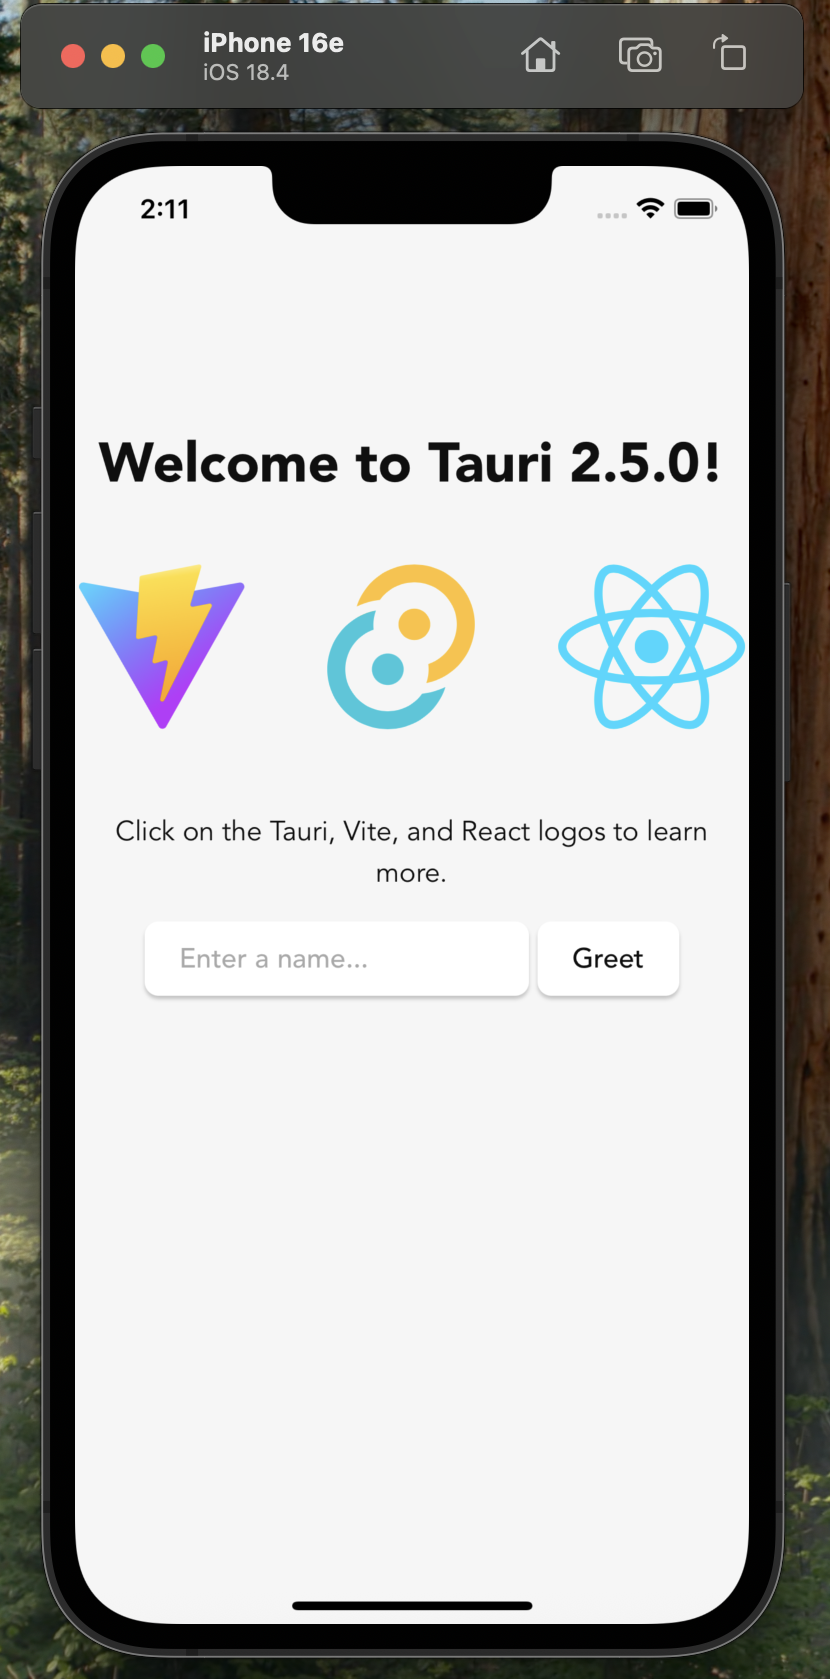 iPhone 16e
iOS 18.4
2:11
Welcome to Tauri 2.5.0!
Click on the Tauri, Vite, and React logos to learn
more.
Enter a name...
Greet